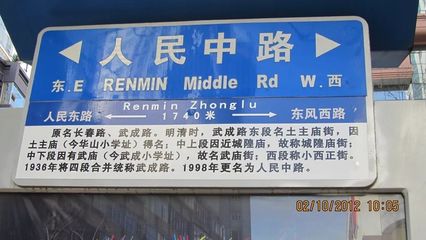 人民中路
东.E RENMIN Middle Rd W.西
Renmin Zhonglu
人民东路 1740米 东风西路
原名长春路、武成路。明清时，武成路东段名土主庙街，因
土主庙（今华山小学址）得名；中上段因近城隍庙，故称城隍庙街；
中下段因有武庙（今武成小学址），故名武庙街；西段称小西正街。
1936年将四段合并统称武成路。1998年更名为人民中路。
02/10/2012 10:05